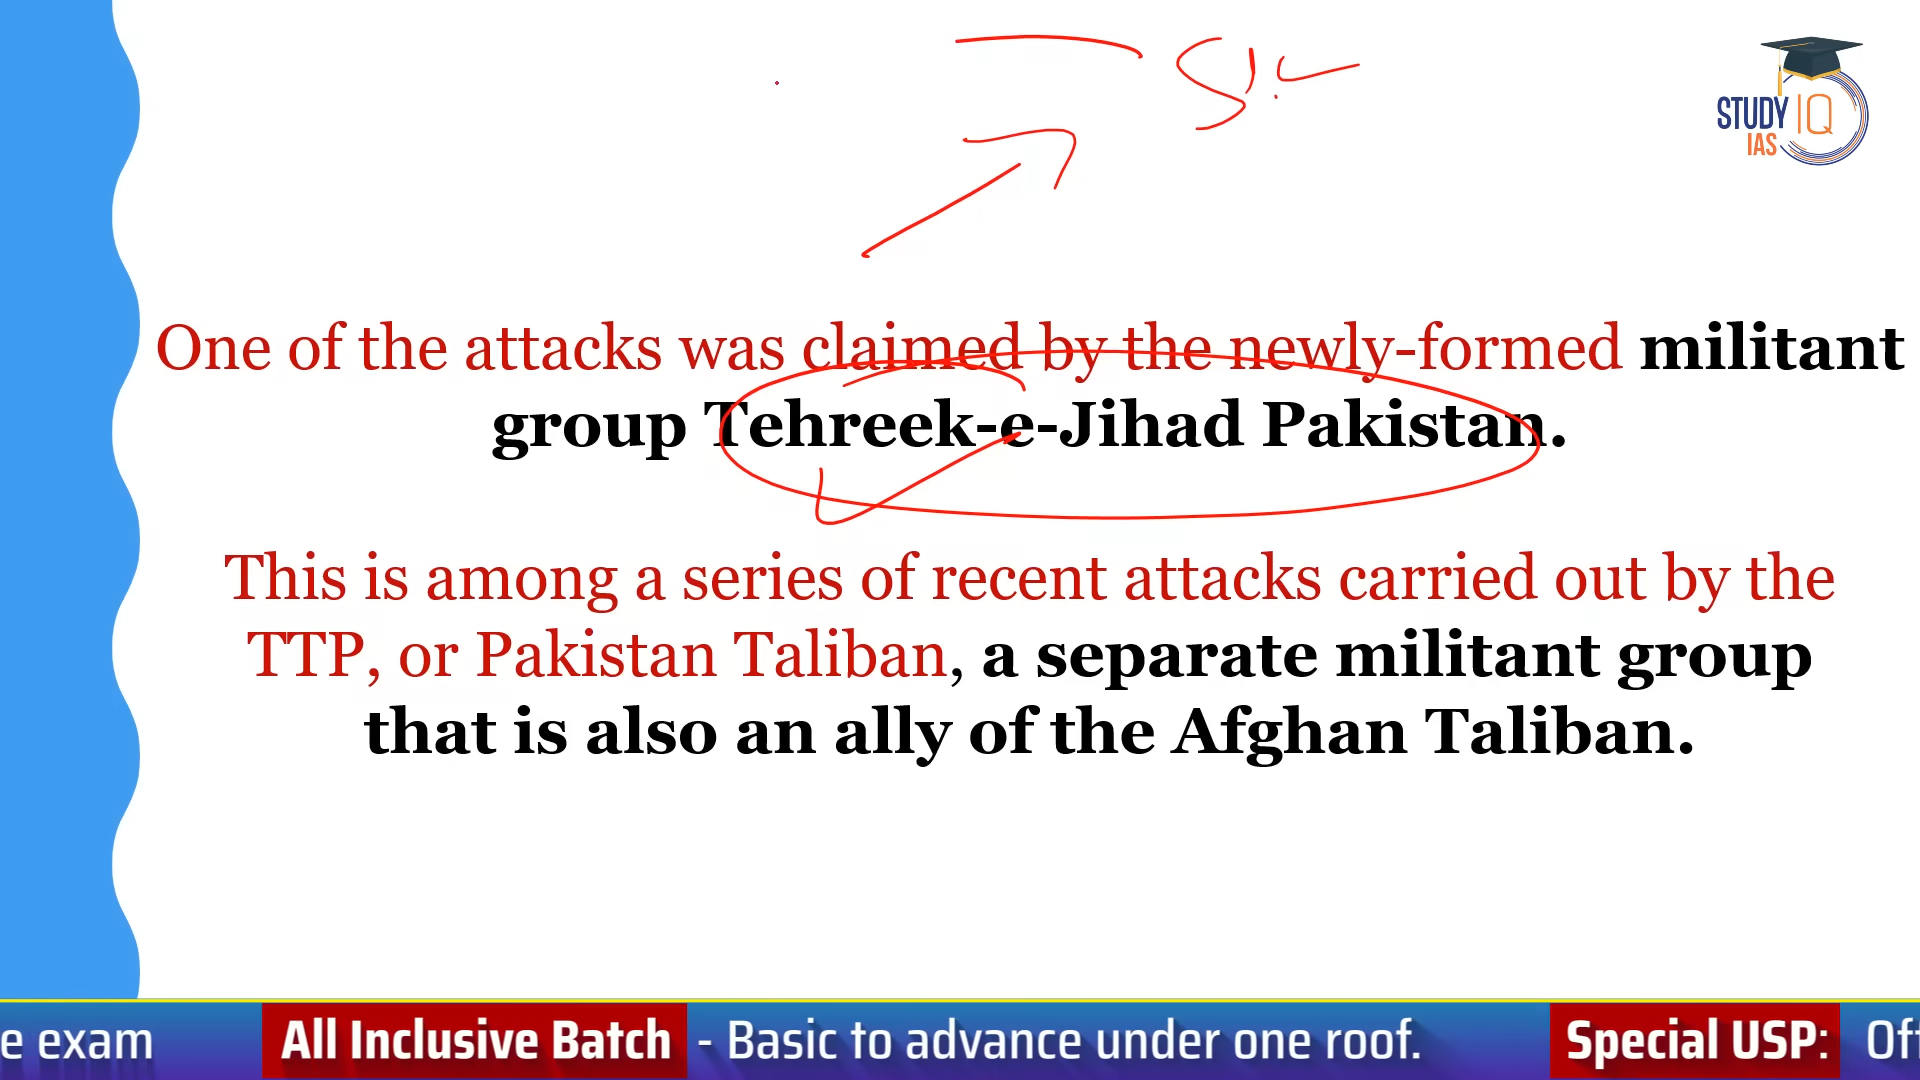 STUDY IQ
IAS
One of the attacks was claimed by the newly-formed militant
group Tehreek-e-Jihad Pakistan.
This is among a series of recent attacks carried out by the
TTP, or Pakistan Taliban, a separate militant group
that is also an ally of the Afghan Taliban.
e exam All Inclusive Batch - Basic to advance under one roof. Special USP: Off